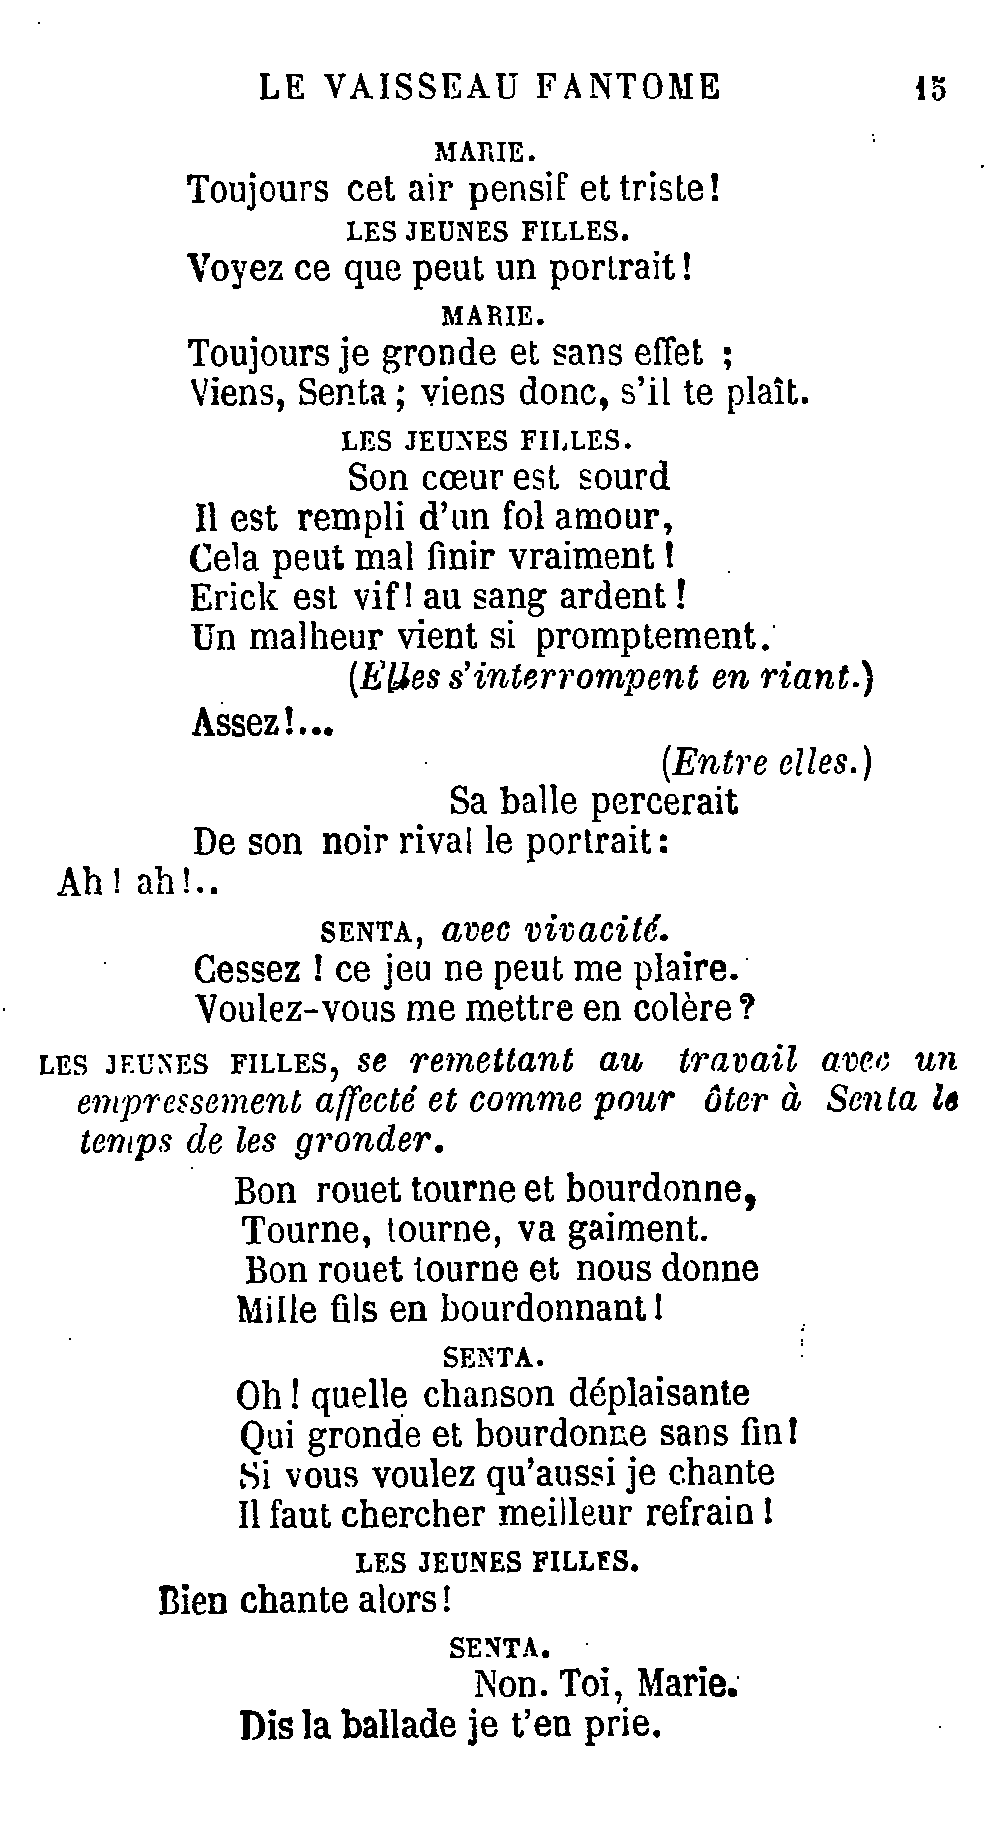 LE VAISSEAU FANTOME 15
MARIE.
Toujours cet air pensif et triste!
LES JEUNES FILLES.
Voyez ce que peut un portrait!
MARIE.
Toujours je gronde et sans effet ;
Viens, Senta ; viens donc, s'il te plaît.
LES JEUNES FILLES.
Son cœur est sourd
Il est rempli d'un fol amour,
Cela peut mal finir vraiment !
Erick est vif! au sang ardent !
Un malheur vient si promptement.
(Elles s'interrompent en riant.)
Assez!...
(Entre elles.)
Sa balle percerait
De son noir rival le portrait:
Ah ! ah!..
SENTA, avec vivacité.
Cessez ! ce jeu ne peut me plaire.
Voulez-vous me mettre en colère?
LES JEUNES FILLES, se remettant au travail avec un
empressement affecté et comme pour ôter à Senta le
temps de les gronder.
Bon rouet tourne et bourdonne,
Tourne, tourne, va gaiment.
Bon rouet tourne et nous donne
Mille fils en bourdonnant!
SENTA.
Oh ! quelle chanson déplaisante
Qui gronde et bourdonne sans fin!
Si vous voulez qu'aussi je chante
Il faut chercher meilleur refrain !
LES JEUNES FILLES.
Bien chante alors!
SENTA.
Non. Toi, Marie.
Dis la ballade je t'en prie.